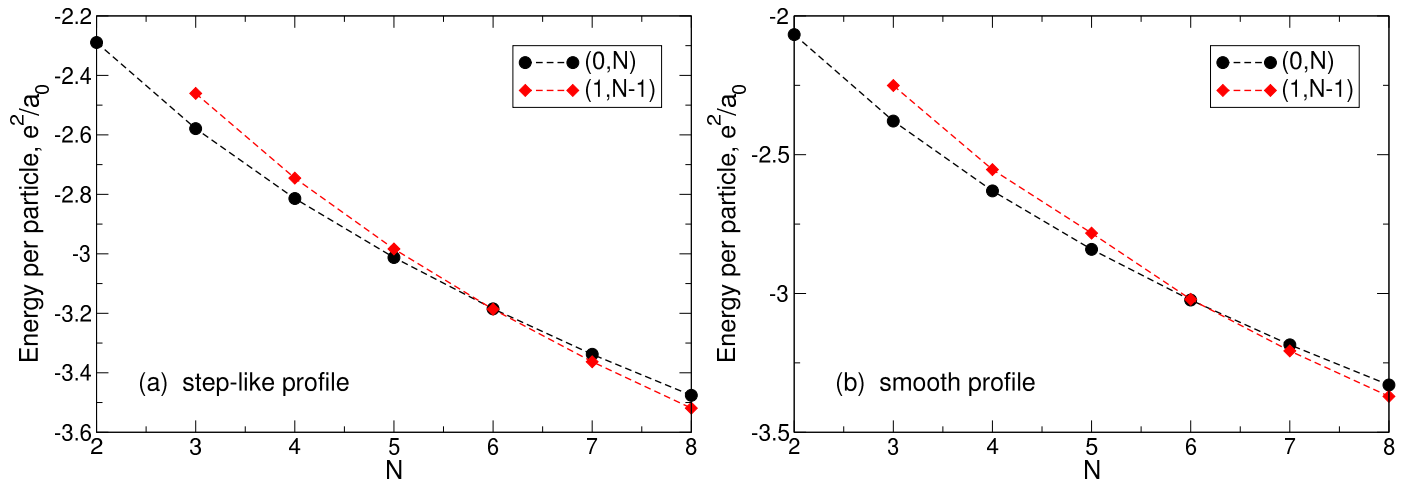 -2.2
-2.4
-2.6
-2.8
-3
-3.2
-3.4
-3.6
Energy per particle, e²/a₀
(0,N)
(1,N-1)
(a) step-like profile
2 3 4 5 6 7 8
N
-2
-2.5
-3
-3.5
Energy per particle, e²/a₀
(0,N)
(1,N-1)
(b) smooth profile
2 3 4 5 6 7 8
N